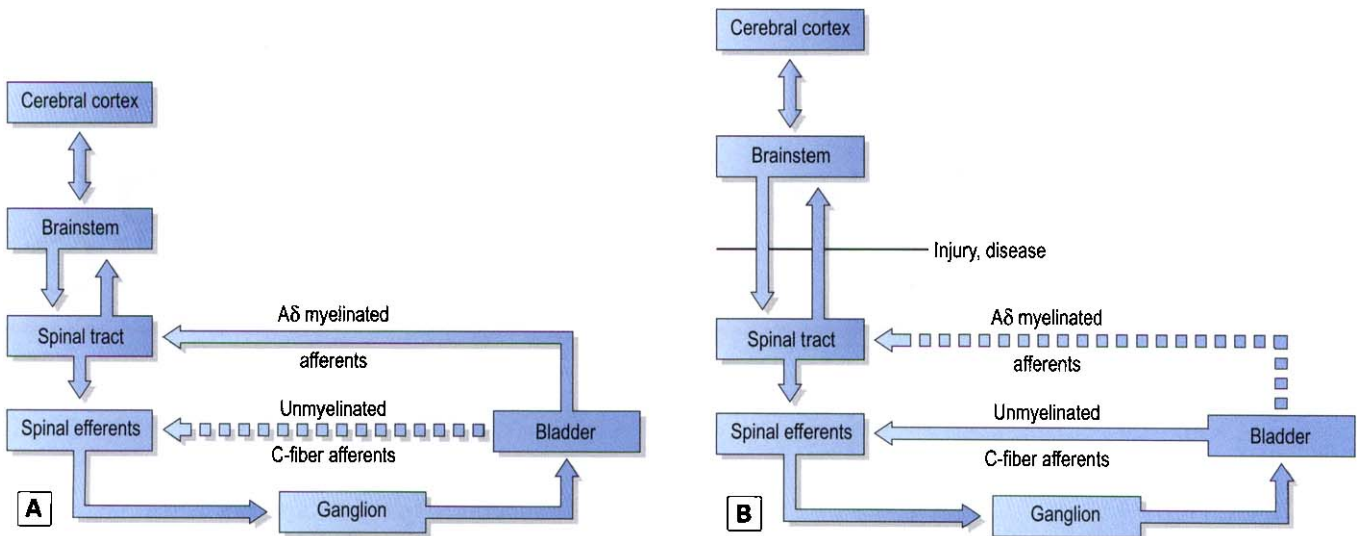 Cerebral cortex
Brainstem
Spinal tract
Aδ myelinated
afferents
Spinal efferents
Unmyelinated
C-fiber afferents
Bladder
Ganglion
A
Cerebral cortex
Brainstem
Injury, disease
Spinal tract
Aδ myelinated
afferents
Spinal efferents
Unmyelinated
C-fiber afferents
Bladder
Ganglion
B